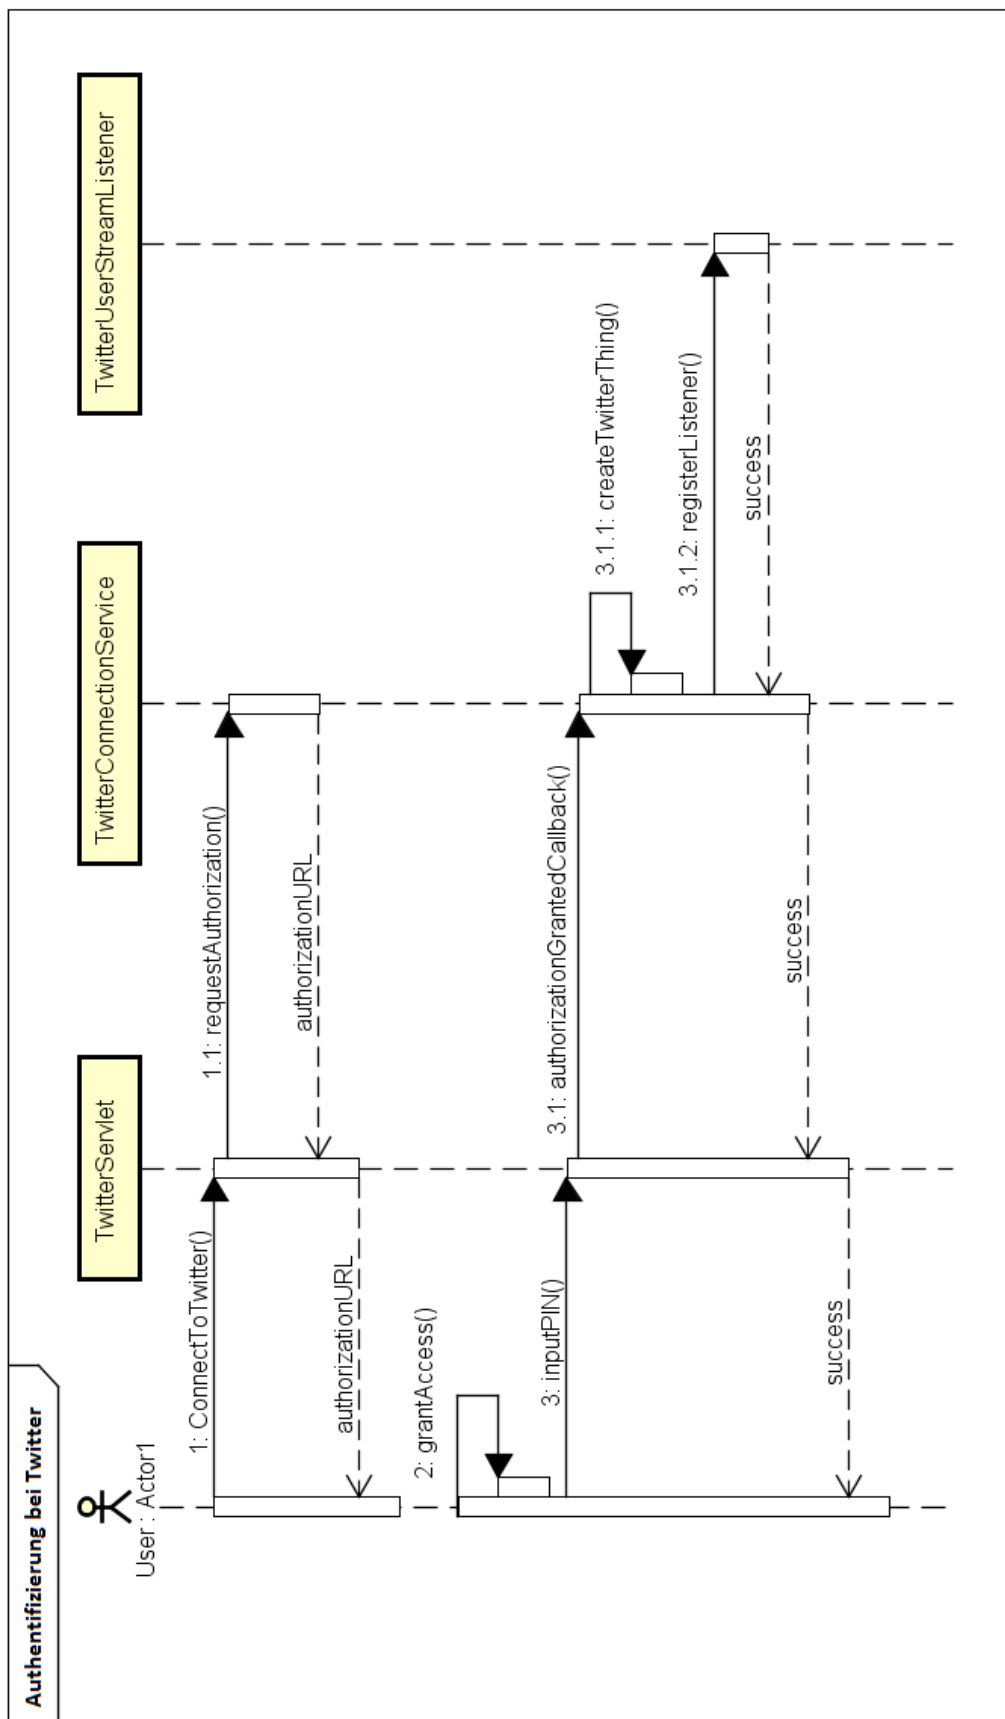 Authentifizierung bei Twitter
User : Actor1
TwitterServlet
TwitterConnectionService
TwitterUserStreamListener
1: ConnectToTwitter()
1.1: requestAuthorization()
authorizationURL
authorizationURL
2: grantAccess()
3: inputPIN()
3.1: authorizationGrantedCallback()
3.1.1: createTwitterThing()
3.1.2: registerListener()
success
success
success